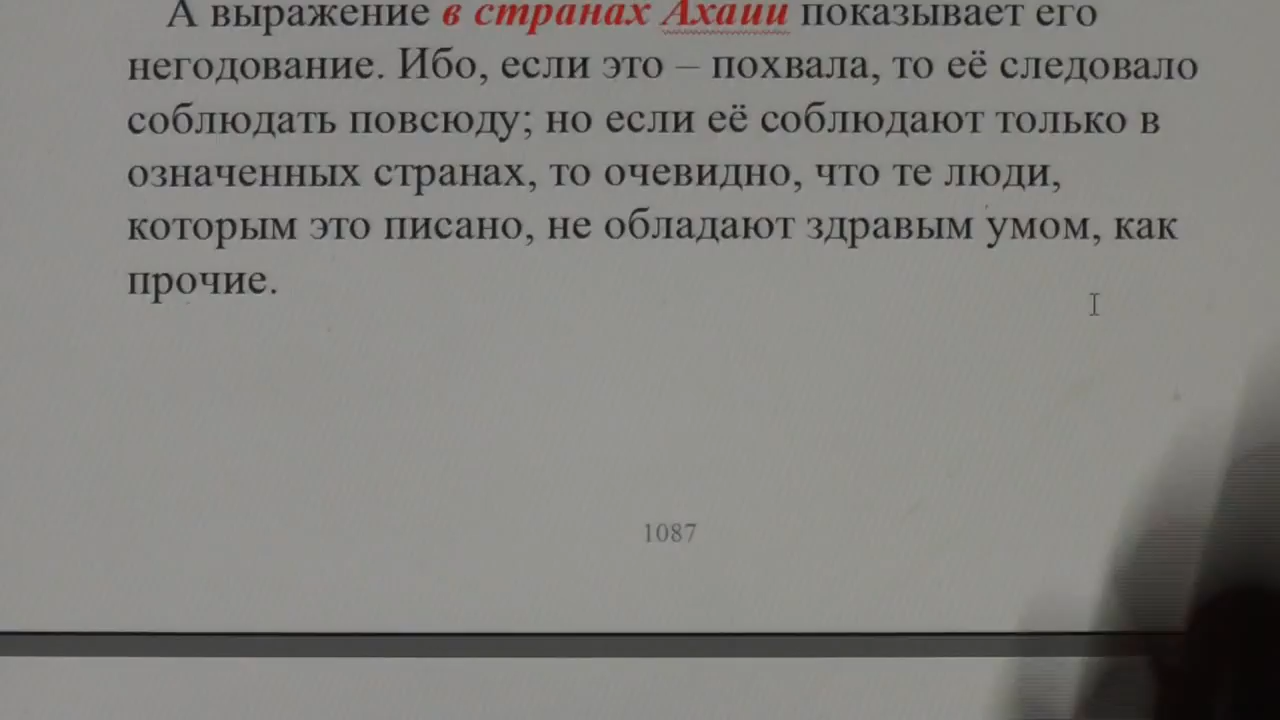 А выражение в странах Ахаии показывает его
негодование. Ибо, если это – похвала, то её следовало
соблюдать повсюду; но если её соблюдают только в
означенных странах, то очевидно, что те люди,
которым это писано, не обладают здравым умом, как
прочие.
1087